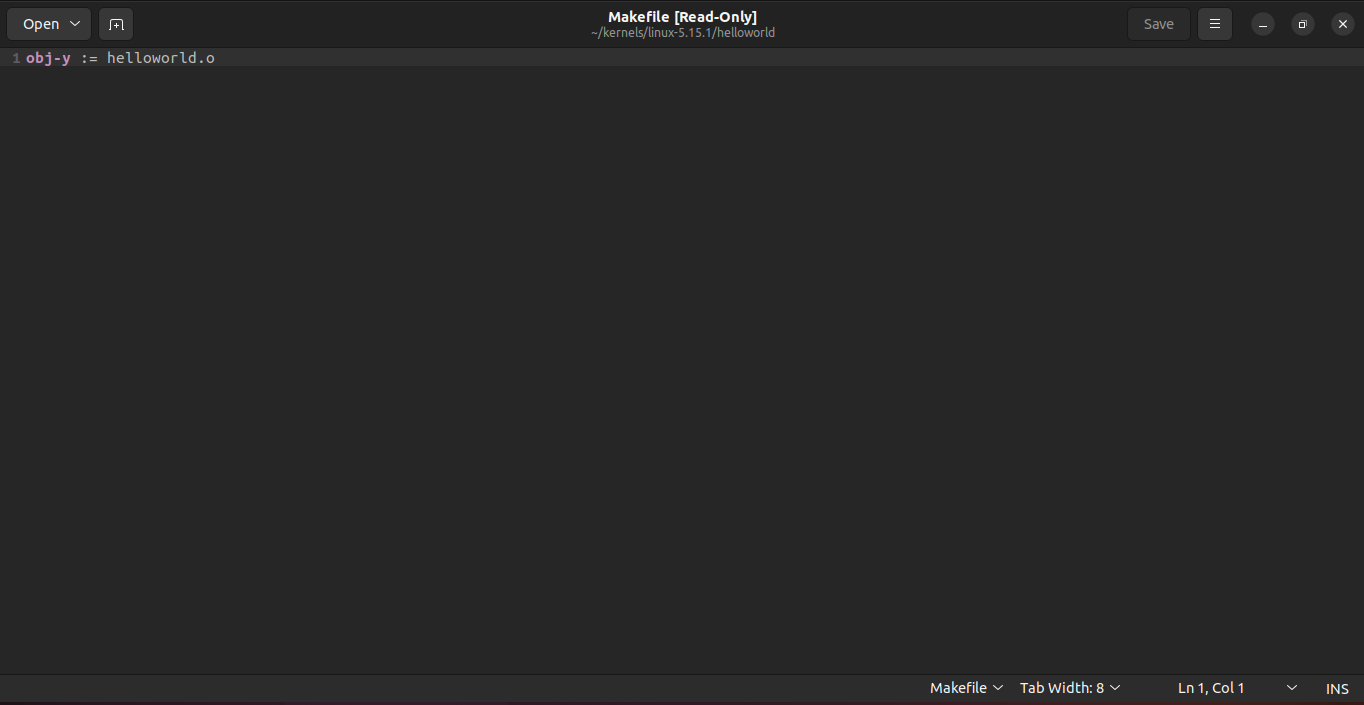 Open
Makefile [Read-Only]
~/kernels/linux-5.15.1/helloworld
Save
1 obj-y := helloworld.o
Makefile Tab Width: 8 Ln 1, Col 1 INS